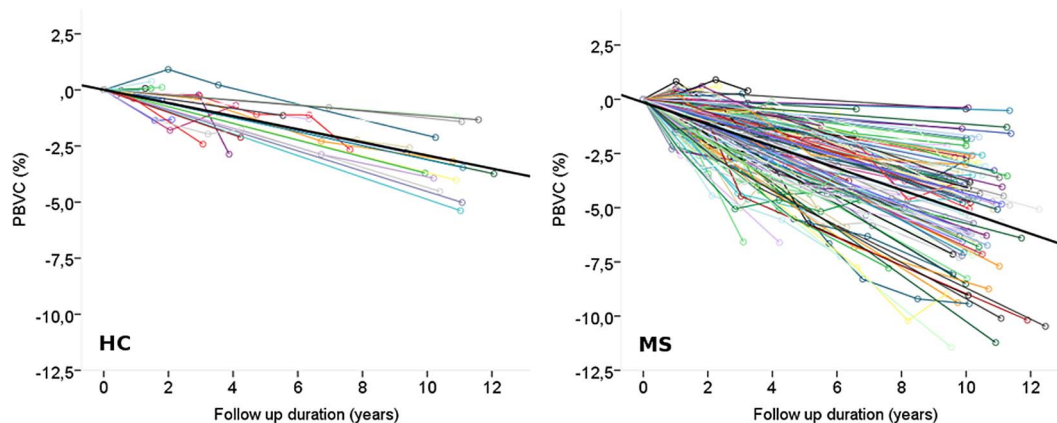 2,5
,0
-2,5
-5,0
-7,5
-10,0
-12,5
PBVC (%)
HC
0 2 4 6 8 10 12
Follow up duration (years)
2,5
,0
-2,5
-5,0
-7,5
-10,0
-12,5
PBVC (%)
MS
0 2 4 6 8 10 12
Follow up duration (years)